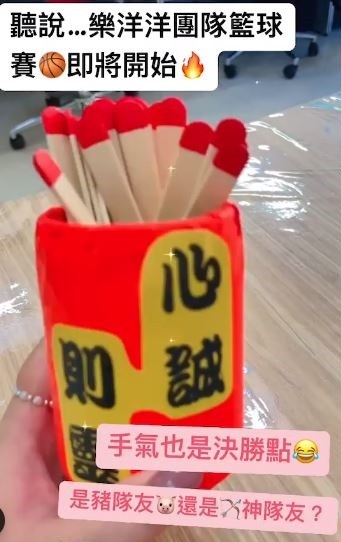 聽說…樂洋洋團隊籃球
賽🏀即將開始🔥
心誠
則靈
手氣也是決勝點😂
是豬隊友🐷還是🏹神隊友？